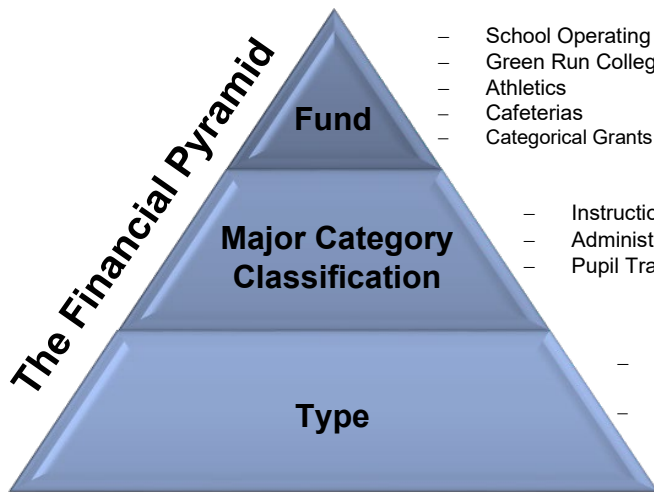 The Financial Pyramid
Fund
– School Operating
– Green Run Colleg
– Athletics
– Cafeterias
– Categorical Grants
Major Category
Classification
– Instructio
– Administ
– Pupil Tra
Type
–
–